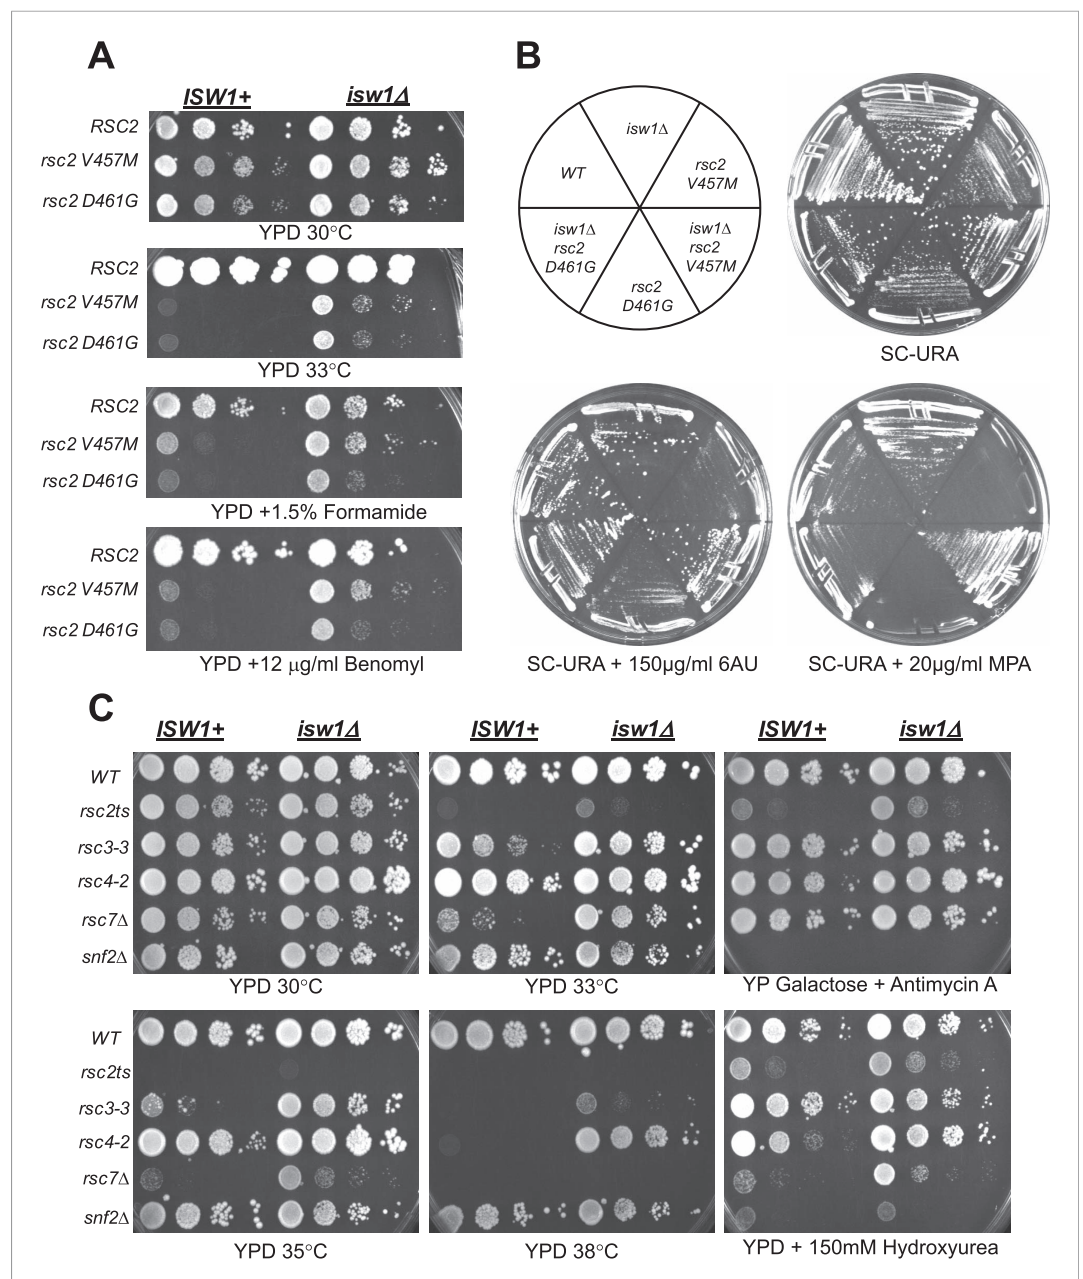 A
ISW1+ isw1Δ
RSC2
rsc2 V457M
rsc2 D461G
YPD 30°C
RSC2
rsc2 V457M
rsc2 D461G
YPD 33°C
RSC2
rsc2 V457M
rsc2 D461G
YPD +1.5% Formamide
RSC2
rsc2 V457M
rsc2 D461G
YPD +12 μg/ml Benomyl
B
isw1Δ
rsc2
V457M
WT
isw1Δ
rsc2
D461G
isw1Δ
rsc2
V457M
rsc2
D461G
SC-URA
SC-URA + 150µg/ml 6AU
SC-URA + 20µg/ml MPA
C
ISW1+ isw1Δ ISW1+ isw1Δ ISW1+ isw1Δ
WT
rsc2ts
rsc3-3
rsc4-2
rsc7Δ
snf2Δ
YPD 30°C YPD 33°C YP Galactose + Antimycin A
WT
rsc2ts
rsc3-3
rsc4-2
rsc7Δ
snf2Δ
YPD 35°C YPD 38°C YPD + 150mM Hydroxyurea